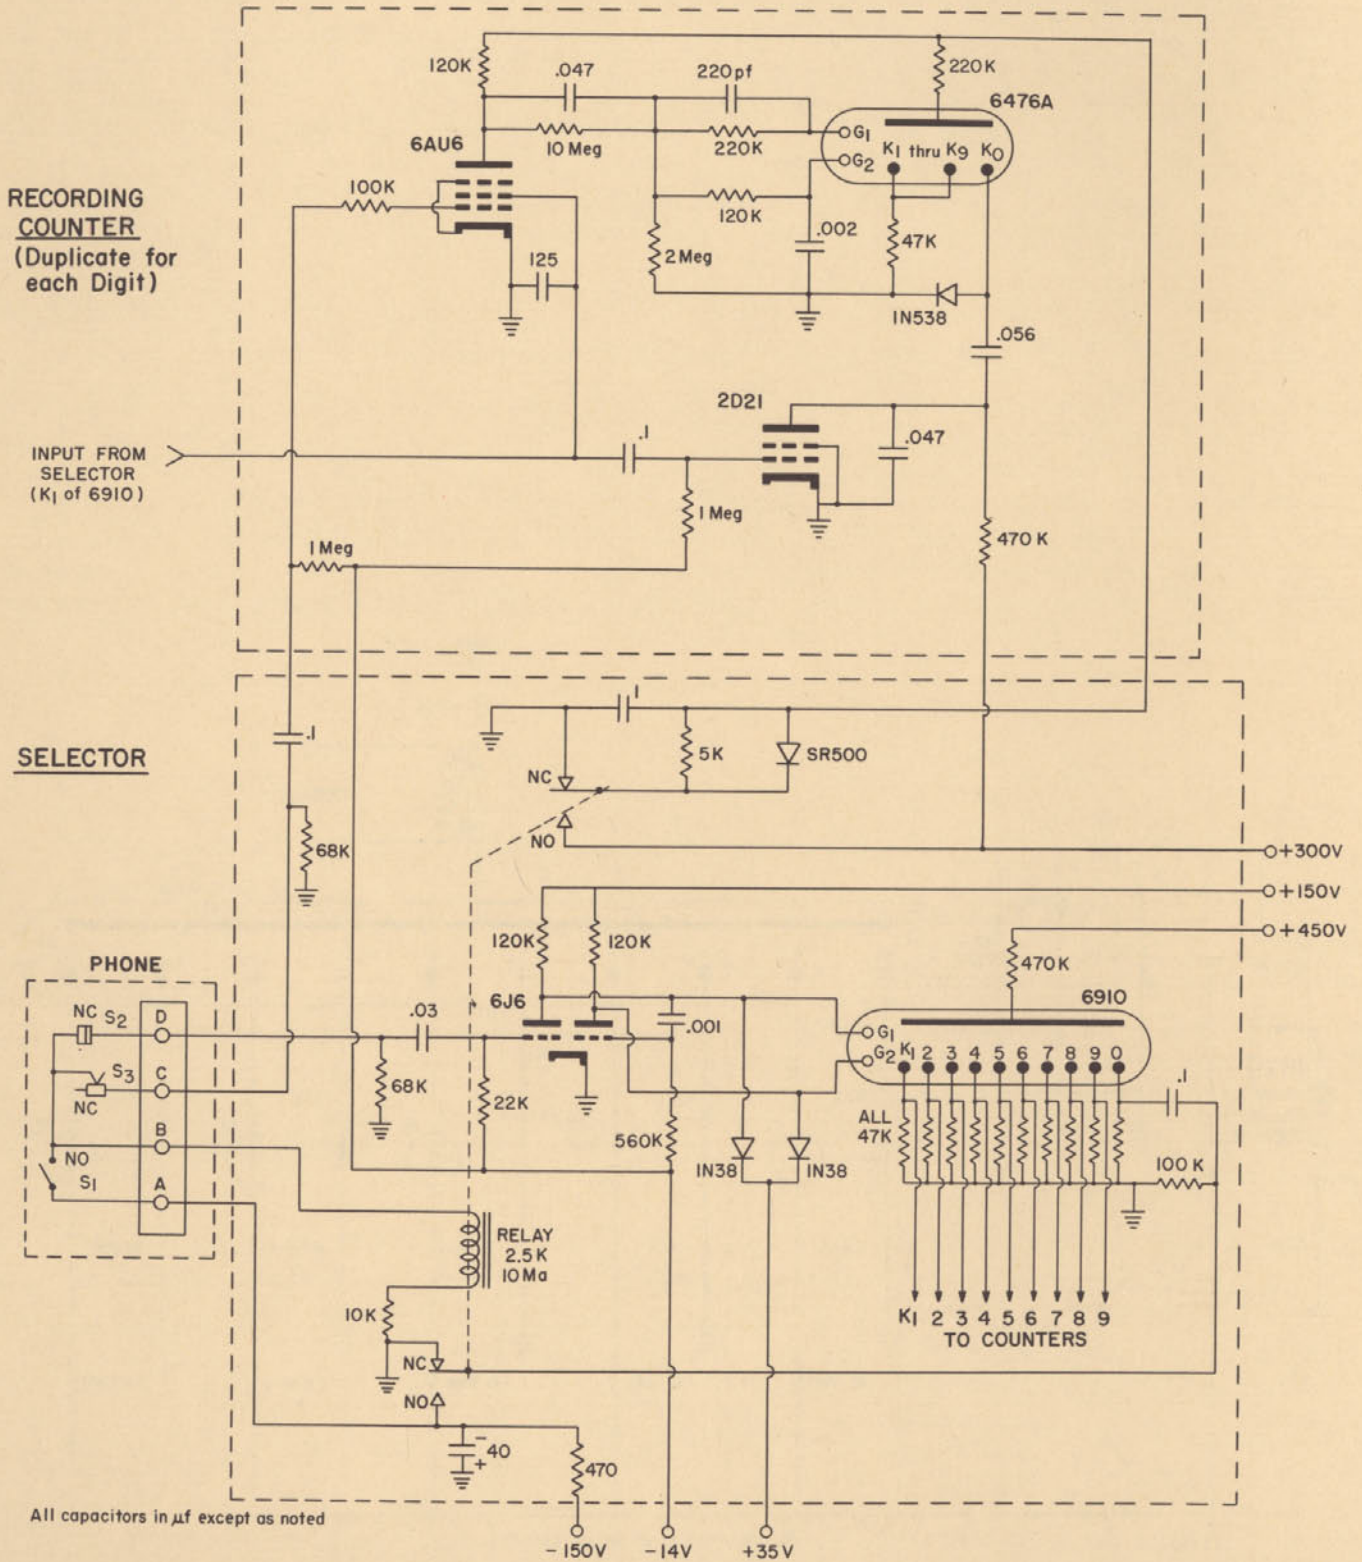 120K
.047
220pf
220K
6476A
6AU6
10 Meg
220K
G1
G2
K1 thru K9 K0
RECORDING
COUNTER
(Duplicate for
each Digit)
100K
120K
.002
47K
2 Meg
125
IN538
.056
2D21
.1
.047
INPUT FROM
SELECTOR
(K1 of 6910)
1 Meg
470 K
1 Meg
SELECTOR
.1
1
5K
SR500
NC
NO
68K
+300V
+150V
+450V
120K
120K
470K
PHONE
6J6
6910
NC S2 D
.03
.001
G1
G2
K1 2 3 4 5 6 7 8 9 0
S3 C
NC
68K
22K
ALL
47K
.1
B
560K
IN38
IN38
100 K
NO
S1 A
RELAY
2.5K
10Ma
10K
K1 2 3 4 5 6 7 8 9
TO COUNTERS
NC
NO
-
+
40
470
All capacitors in μf except as noted
-150V
-14V
+35V